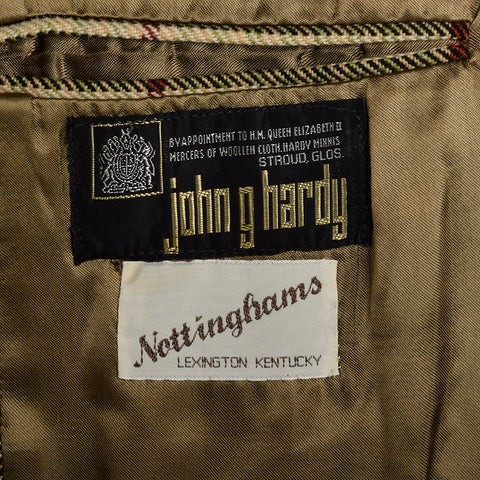 BY APPOINTMENT TO H.M. QUEEN ELIZABETH II
MERCERS OF WOOLLEN CLOTH. HARDY MINNIS
STROUD, GLOS.
john g hardy
Nottinghams
LEXINGTON KENTUCKY